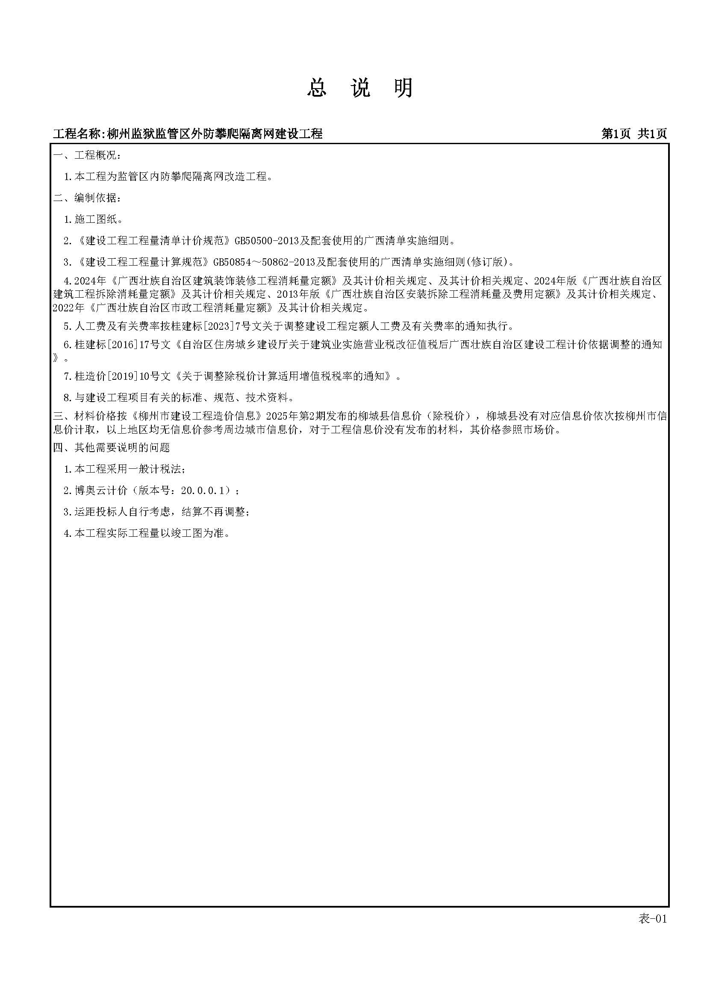 总 说 明
工程名称:柳州监狱监管区外防攀爬隔离网建设工程 第1页 共1页
一、工程概况：
1.本工程为监管区内防攀爬隔离网改造工程。
二、编制依据：
1.施工图纸。
2.《建设工程工程量清单计价规范》GB50500-2013及配套使用的广西清单实施细则。
3.《建设工程工程量计算规范》GB50854～50862-2013及配套使用的广西清单实施细则(修订版)。
4.2024年《广西壮族自治区建筑装饰装修工程消耗量定额》及其计价相关规定、及其计价相关规定、2024年版《广西壮族自治区
建筑工程拆除消耗量定额》及其计价相关规定、2013年版《广西壮族自治区安装拆除工程消耗量及费用定额》及其计价相关规定、
2022年《广西壮族自治区市政工程消耗量定额》及其计价相关规定。
5.人工费及有关费率按桂建标[2023]7号文关于调整建设工程定额人工费及有关费率的通知执行。
6.桂建标[2016]17号文《自治区住房城乡建设厅关于建筑业实施营业税改征值税后广西壮族自治区建设工程计价依据调整的通知
》。
7.桂造价[2019]10号文《关于调整除税价计算适用增值税税率的通知》。
8.与建设工程项目有关的标准、规范、技术资料。
三、材料价格按《柳州市建设工程造价信息》2025年第2期发布的柳城县信息价（除税价），柳城县没有对应信息价依次按柳州市信
息价计取，以上地区均无信息价参考周边城市信息价，对于工程信息价没有发布的材料，其价格参照市场价。
四、其他需要说明的问题
1.本工程采用一般计税法；
2.博奥云计价（版本号：20.0.0.1）；
3.运距投标人自行考虑，结算不再调整；
4.本工程实际工程量以竣工图为准。
表-01